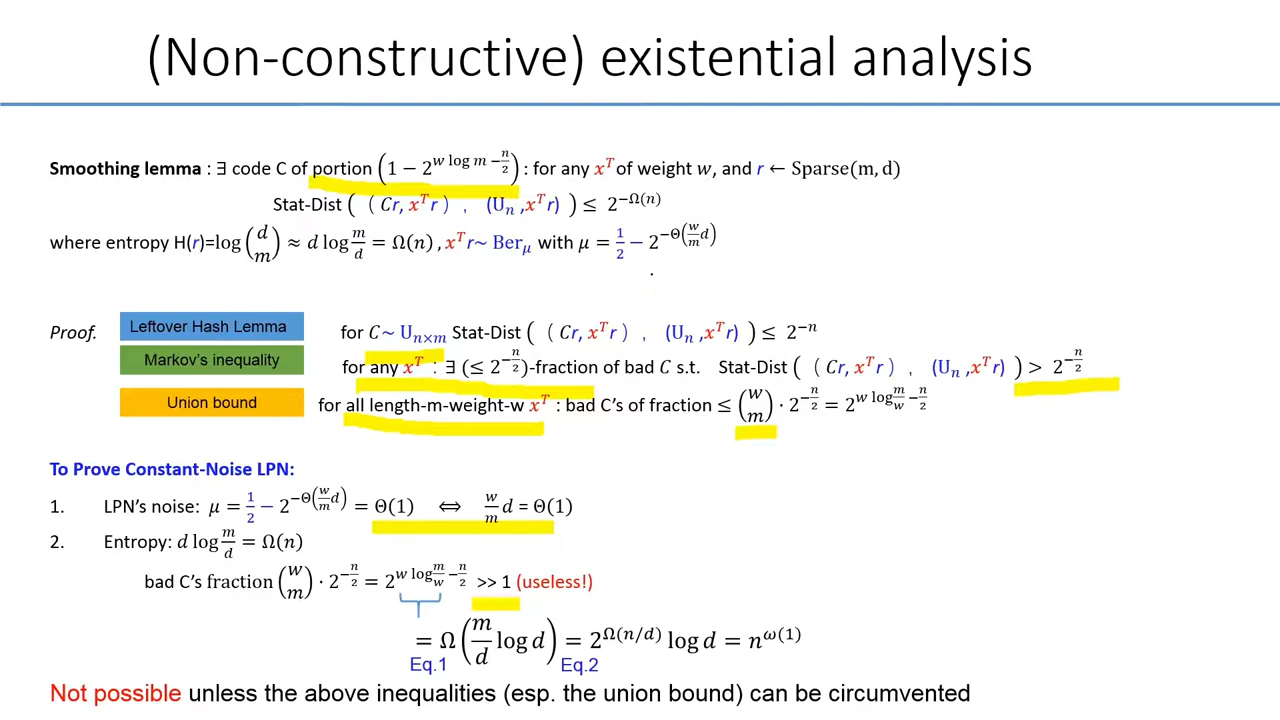 (Non-constructive) existential analysis
Smoothing lemma : ∃ code C of portion (1 − 2^{w log m − n/2}) : for any x^T of weight w, and r ← Sparse(m, d)
Stat-Dist ( (Cr, x^T r) , (U_n , x^T r) ) ≤ 2^{−Ω(n)}
where entropy H(r)=log (d m) ≈ d log m/d = Ω(n) , x^T r~ Ber_μ with μ = 1/2 − 2^{−Θ(w/m d)}
Proof. Leftover Hash Lemma for C~ U_{n×m} Stat-Dist ( (Cr, x^T r) , (U_n , x^T r) ) ≤ 2^{−n}
Markov's inequality for any x^T : ∃ (≤ 2^{−n/2})-fraction of bad C s.t. Stat-Dist ( (Cr, x^T r) , (U_n , x^T r) ) > 2^{−n/2}
Union bound for all length-m-weight-w x^T : bad C's of fraction ≤ (w m) · 2^{−n/2} = 2^{w log m/w − n/2}
To Prove Constant-Noise LPN:
1. LPN's noise: μ = 1/2 − 2^{−Θ(w/m d)} = Θ(1) ⇔ w/m d = Θ(1)
2. Entropy: d log m/d = Ω(n)
bad C's fraction (w m) · 2^{−n/2} = 2^{w log m/w − n/2} >> 1 (useless!)
= Ω (m/d log d) = 2^{Ω(n/d)} log d = n^{ω(1)}
Eq.1 Eq.2
Not possible unless the above inequalities (esp. the union bound) can be circumvented